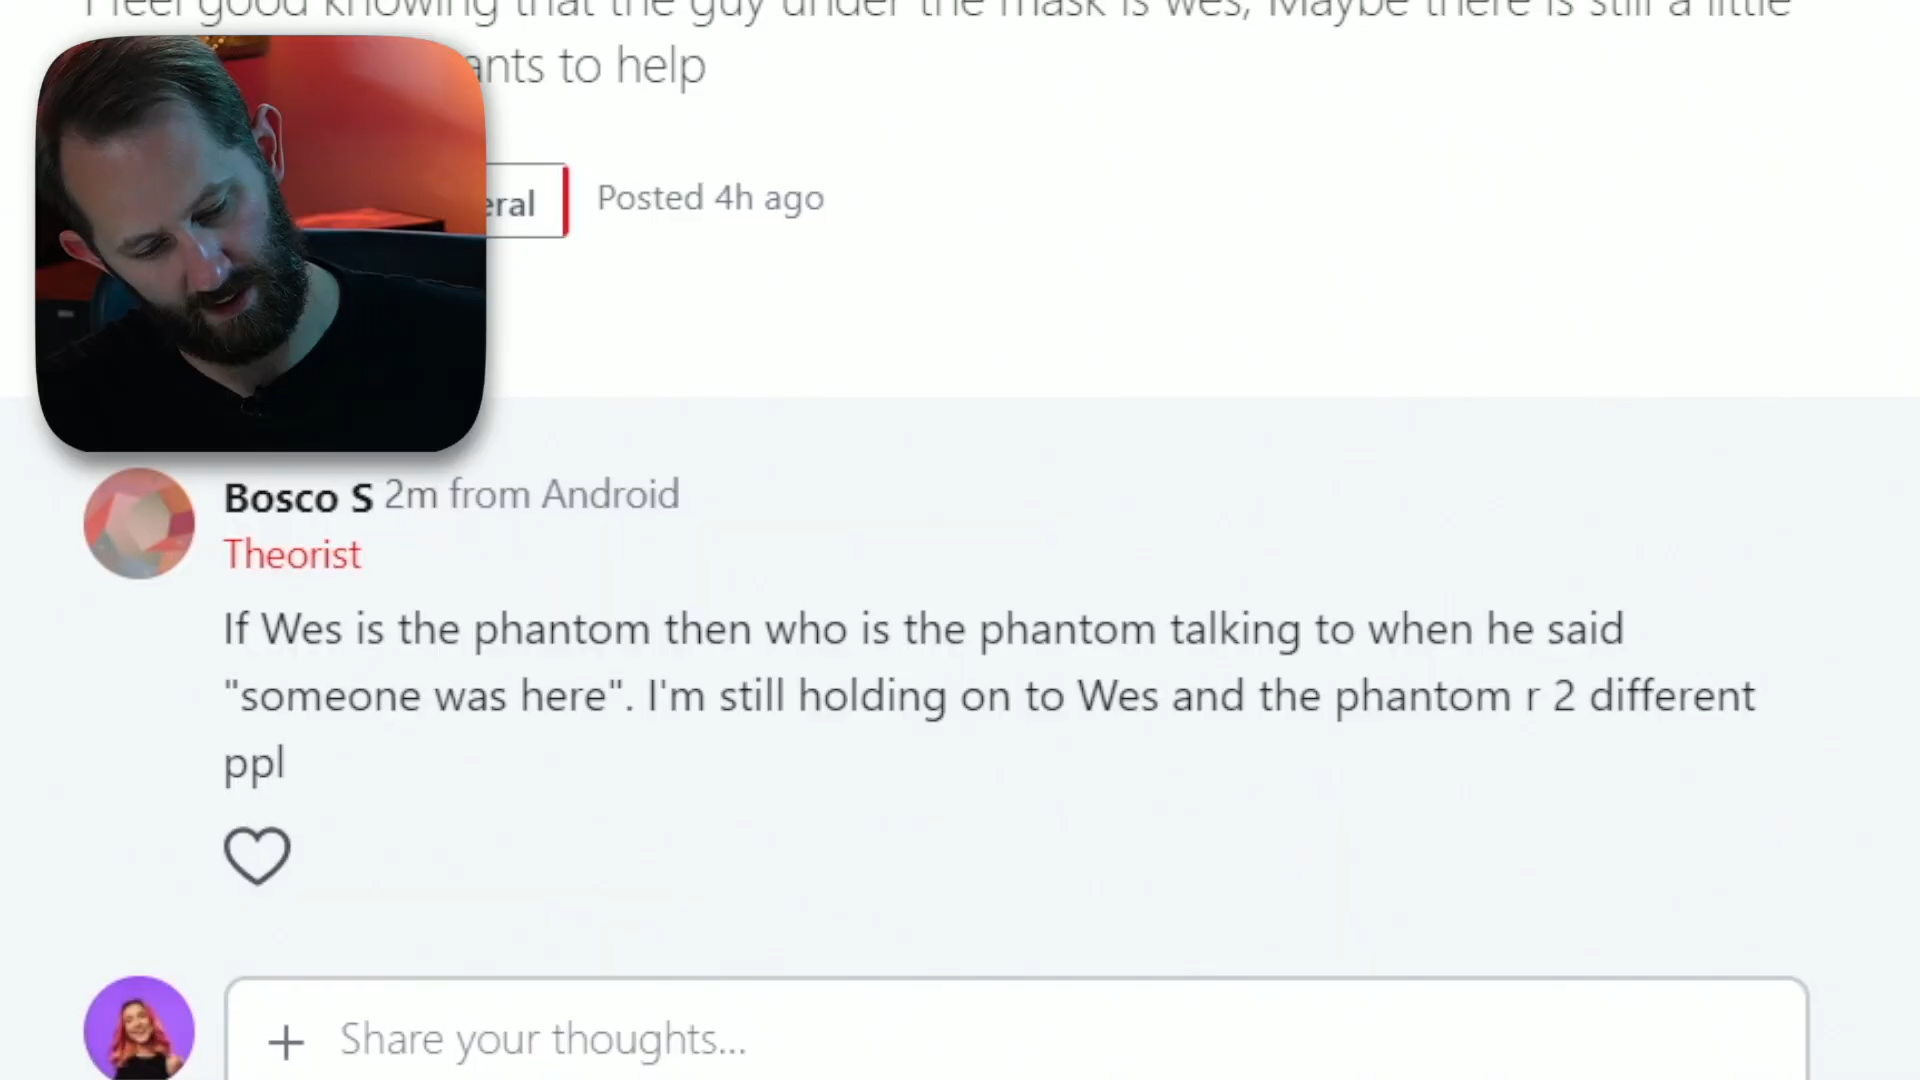 I feel good knowing that the guy under the mask is wes, Maybe there is still a little
ants to help
eral
Posted 4h ago
Bosco S 2m from Android
Theorist
If Wes is the phantom then who is the phantom talking to when he said
"someone was here". I'm still holding on to Wes and the phantom r 2 different
ppl
+ Share your thoughts...